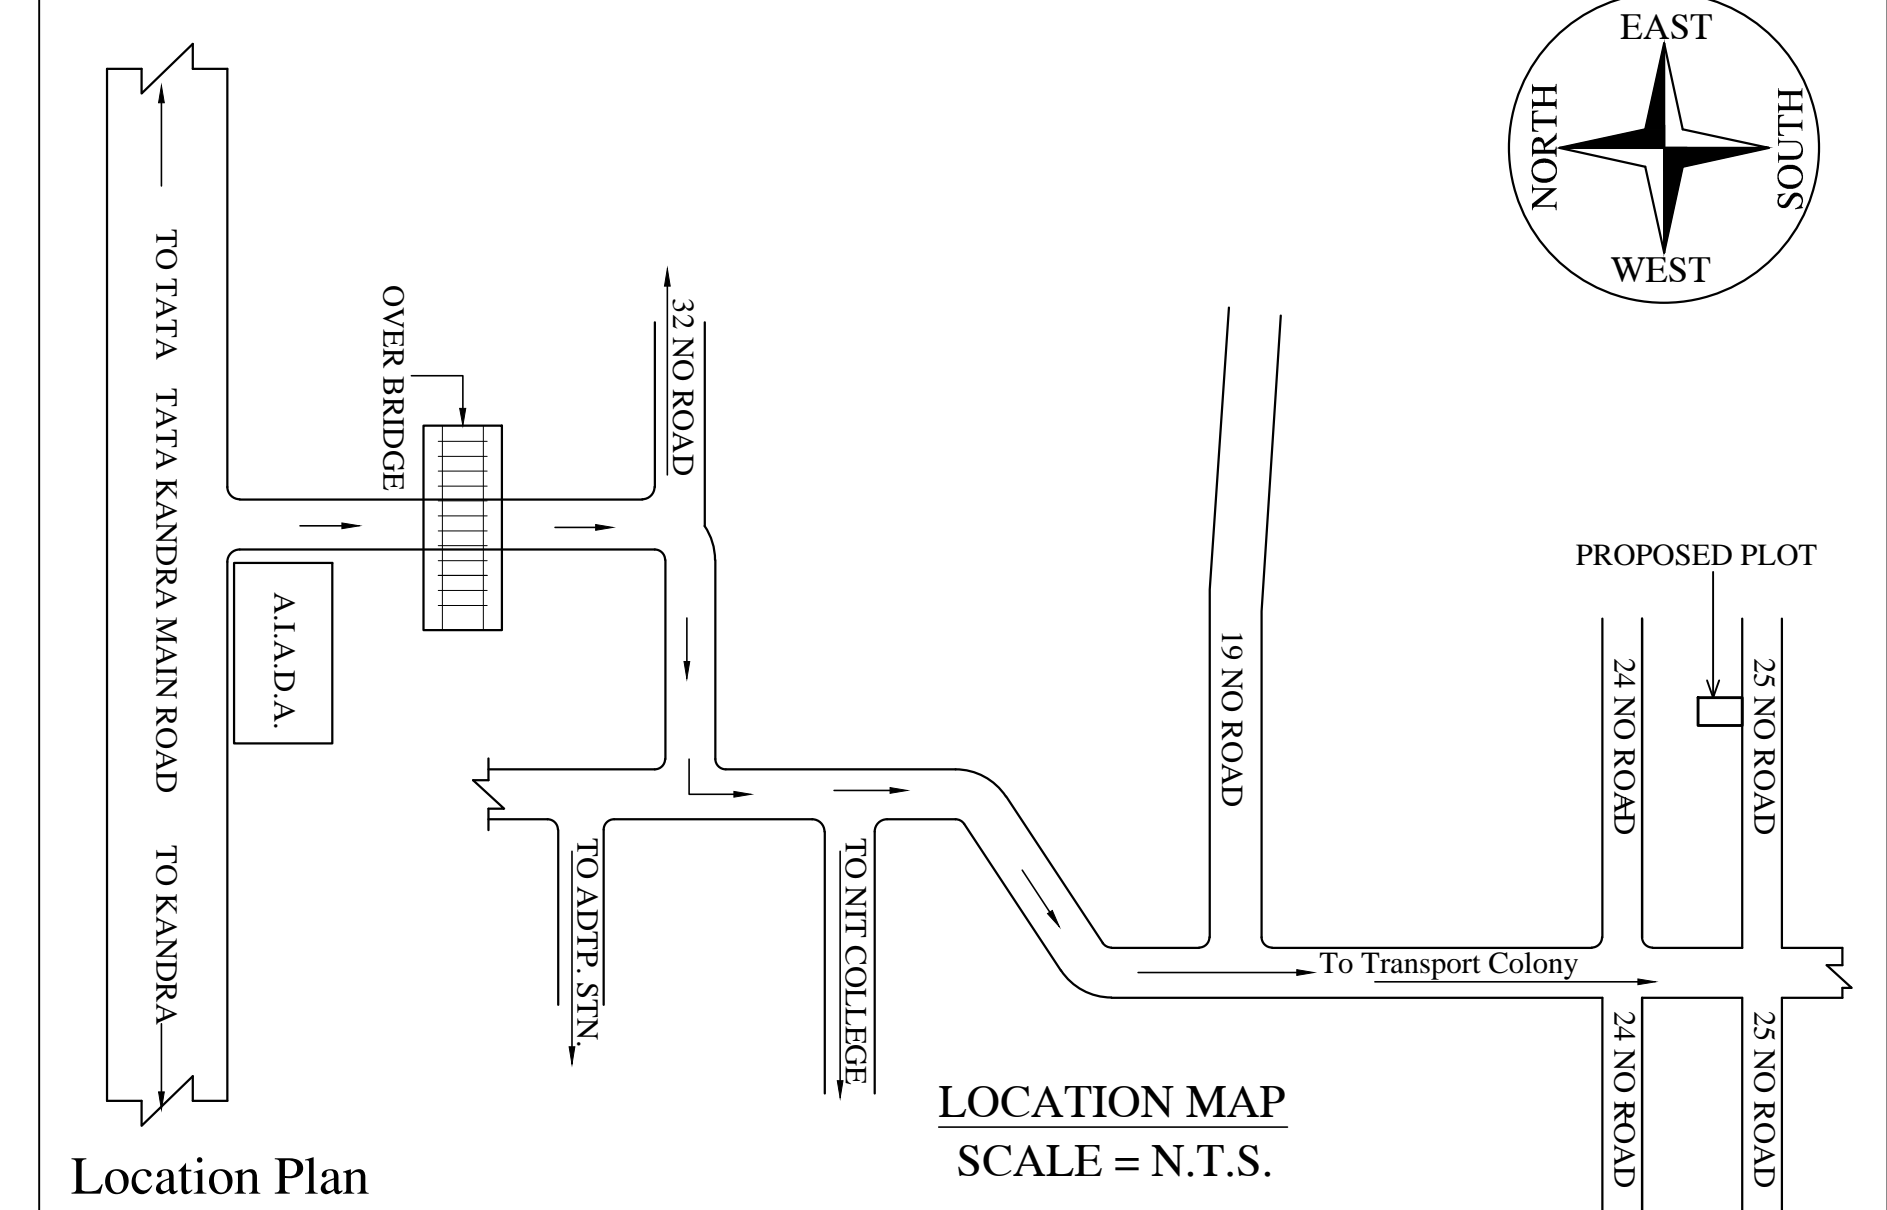 EAST
NORTH
SOUTH
WEST
TO TATA
TATA KANDRA MAIN ROAD
TO KANDRA
OVER BRIDGE
32 NO ROAD
A.I.A.D.A.
PROPOSED PLOT
19 NO ROAD
24 NO ROAD
25 NO ROAD
TO ADTP. STN.
TO NIT COLLEGE
To Transport Colony
24 NO ROAD
25 NO ROAD
LOCATION MAP
SCALE = N.T.S.
Location Plan